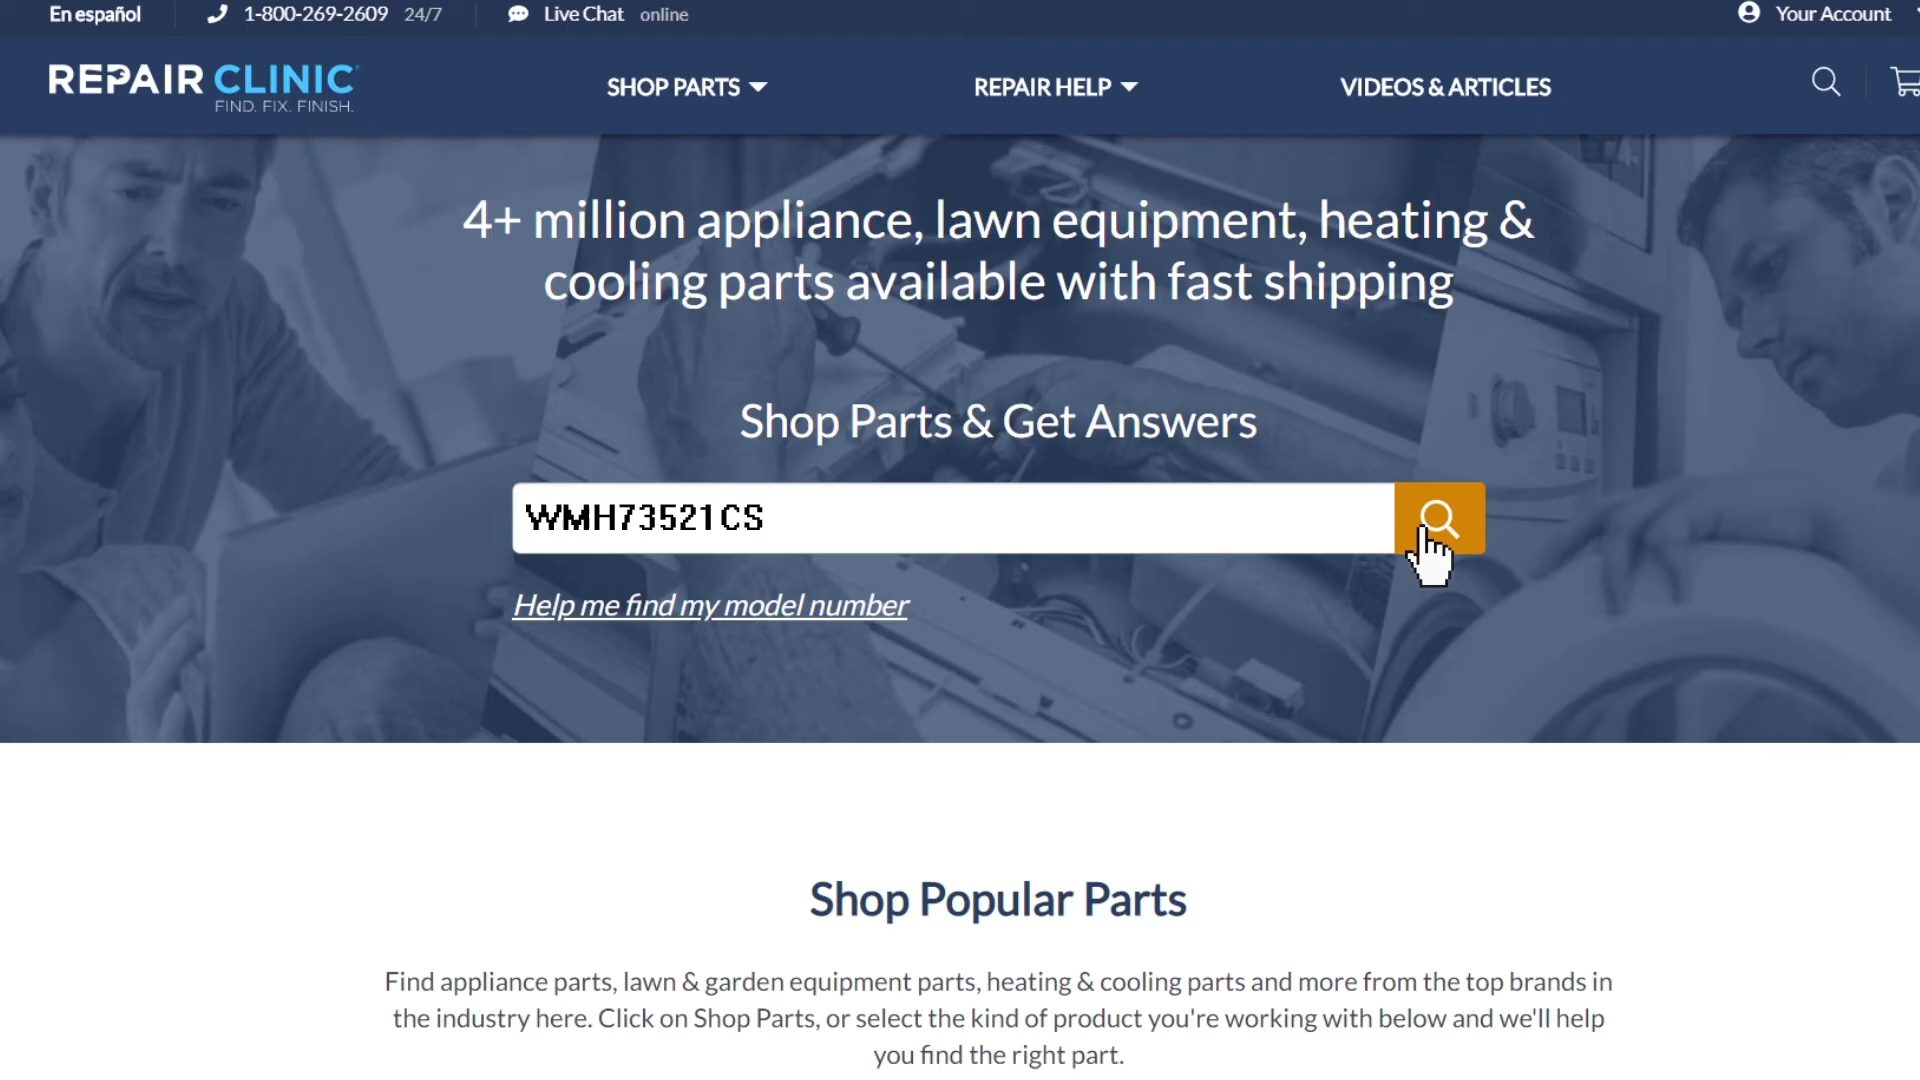 En español
1-800-269-2609 24/7
Live Chat online
Your Account
REPAIR CLINIC
FIND. FIX. FINISH.
SHOP PARTS
REPAIR HELP
VIDEOS & ARTICLES
4+ million appliance, lawn equipment, heating &
cooling parts available with fast shipping
Shop Parts & Get Answers
WMH73521CS
Help me find my model number
Shop Popular Parts
Find appliance parts, lawn & garden equipment parts, heating & cooling parts and more from the top brands in
the industry here. Click on Shop Parts, or select the kind of product you're working with below and we'll help
you find the right part.